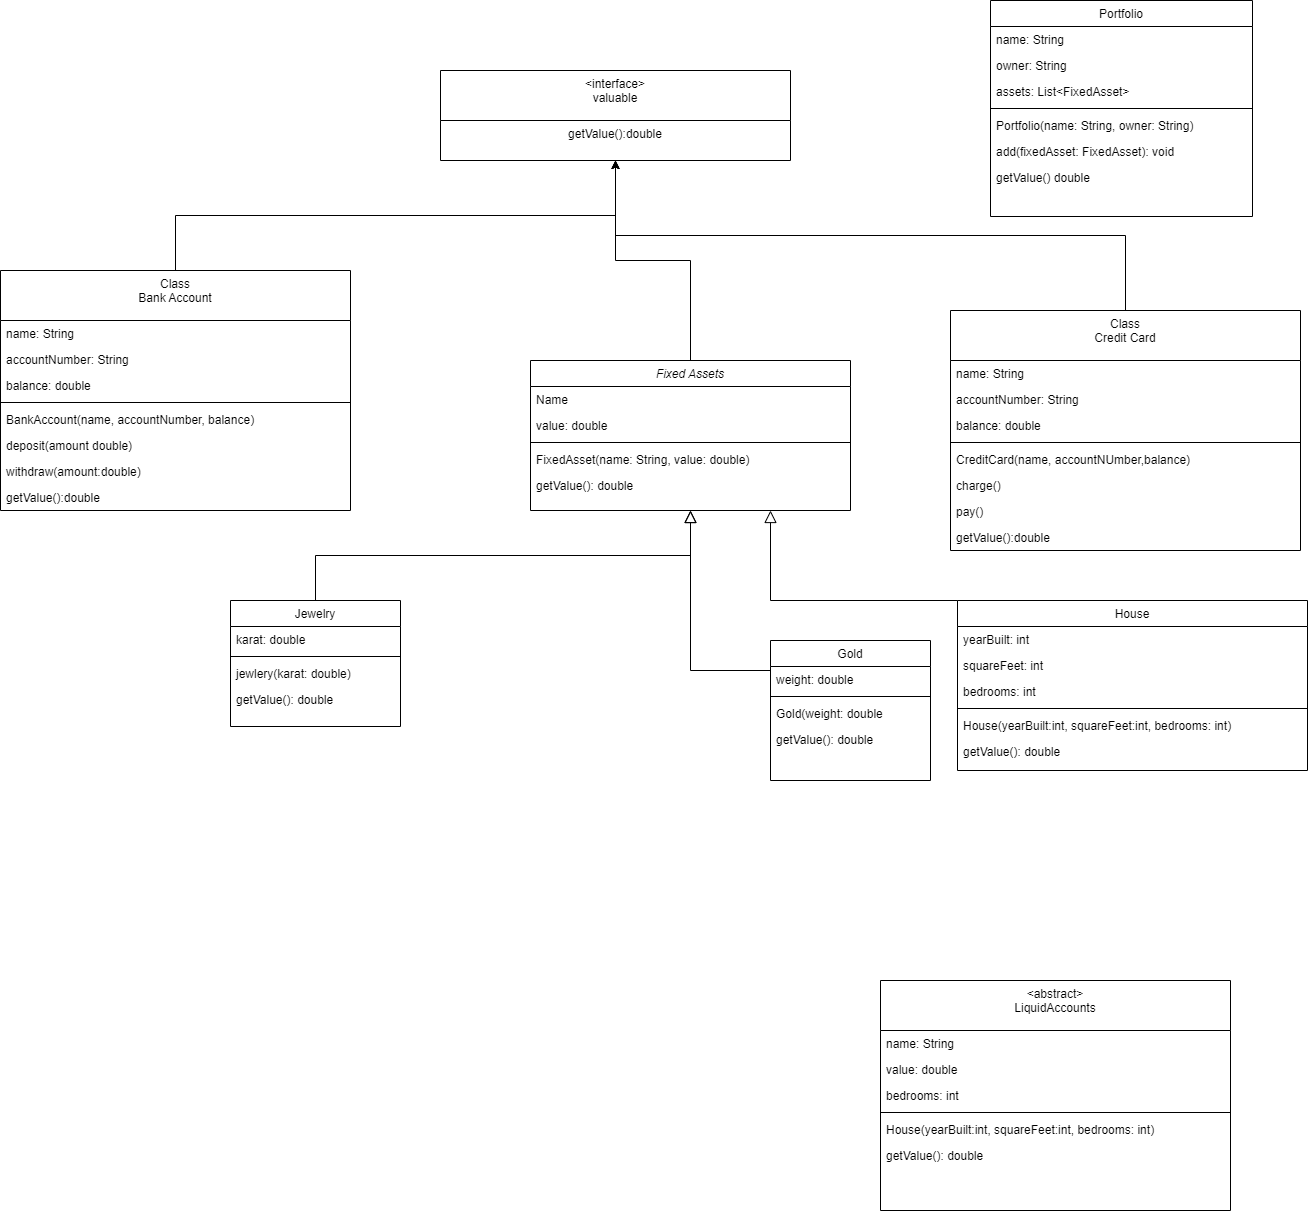 Portfolio
name: String
owner: String
assets: List<FixedAsset>
Portfolio(name: String, owner: String)
add(fixedAsset: FixedAsset): void
getValue() double
<interface>
valuable
getValue():double
Class
Bank Account
name: String
accountNumber: String
balance: double
BankAccount(name, accountNumber, balance)
deposit(amount double)
withdraw(amount:double)
getValue():double
Fixed Assets
Name
value: double
FixedAsset(name: String, value: double)
getValue(): double
Class
Credit Card
name: String
accountNumber: String
balance: double
CreditCard(name, accountNUmber,balance)
charge()
pay()
getValue():double
Jewelry
karat: double
jewlery(karat: double)
getValue(): double
Gold
weight: double
Gold(weight: double
getValue(): double
House
yearBuilt: int
squareFeet: int
bedrooms: int
House(yearBuilt:int, squareFeet:int, bedrooms: int)
getValue(): double
<abstract>
LiquidAccounts
name: String
value: double
bedrooms: int
House(yearBuilt:int, squareFeet:int, bedrooms: int)
getValue(): double